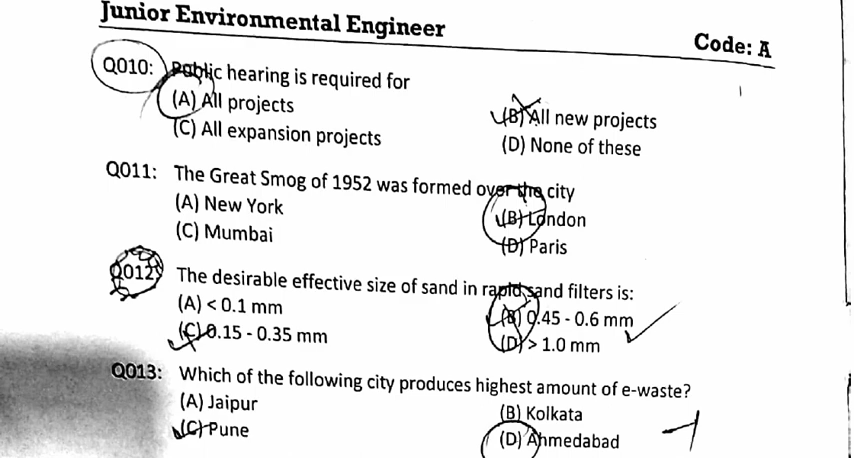 Junior Environmental Engineer
Code: A
Q010: Public hearing is required for
(A) All projects
(B) All new projects
(C) All expansion projects
(D) None of these
Q011: The Great Smog of 1952 was formed over the city
(A) New York
(B) London
(C) Mumbai
(D) Paris
Q012: The desirable effective size of sand in rapid sand filters is:
(A) < 0.1 mm
(B) 0.45 - 0.6 mm
(C) 0.15 - 0.35 mm
(D) > 1.0 mm
Q013: Which of the following city produces highest amount of e-waste?
(A) Jaipur
(B) Kolkata
(C) Pune
(D) Ahmedabad